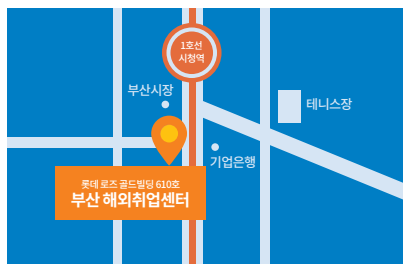 1호선
시청역
부산시장
테니스장
기업은행
롯데 로즈 골드빌딩 610호
부산 해외취업센터